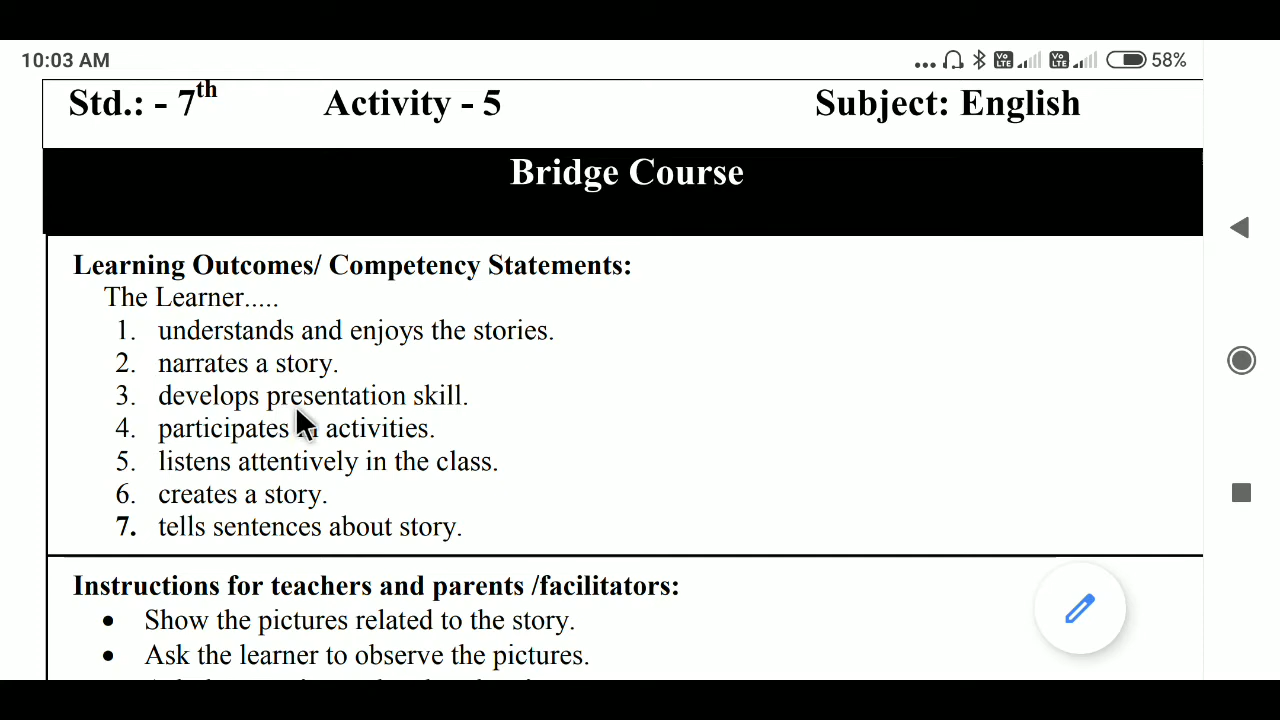 10:03 AM
58%
Std.: - 7th Activity - 5 Subject: English
Bridge Course
Learning Outcomes/ Competency Statements:
The Learner.....
1. understands and enjoys the stories.
2. narrates a story.
3. develops presentation skill.
4. participates activities.
5. listens attentively in the class.
6. creates a story.
7. tells sentences about story.
Instructions for teachers and parents /facilitators:
• Show the pictures related to the story.
• Ask the learner to observe the pictures.